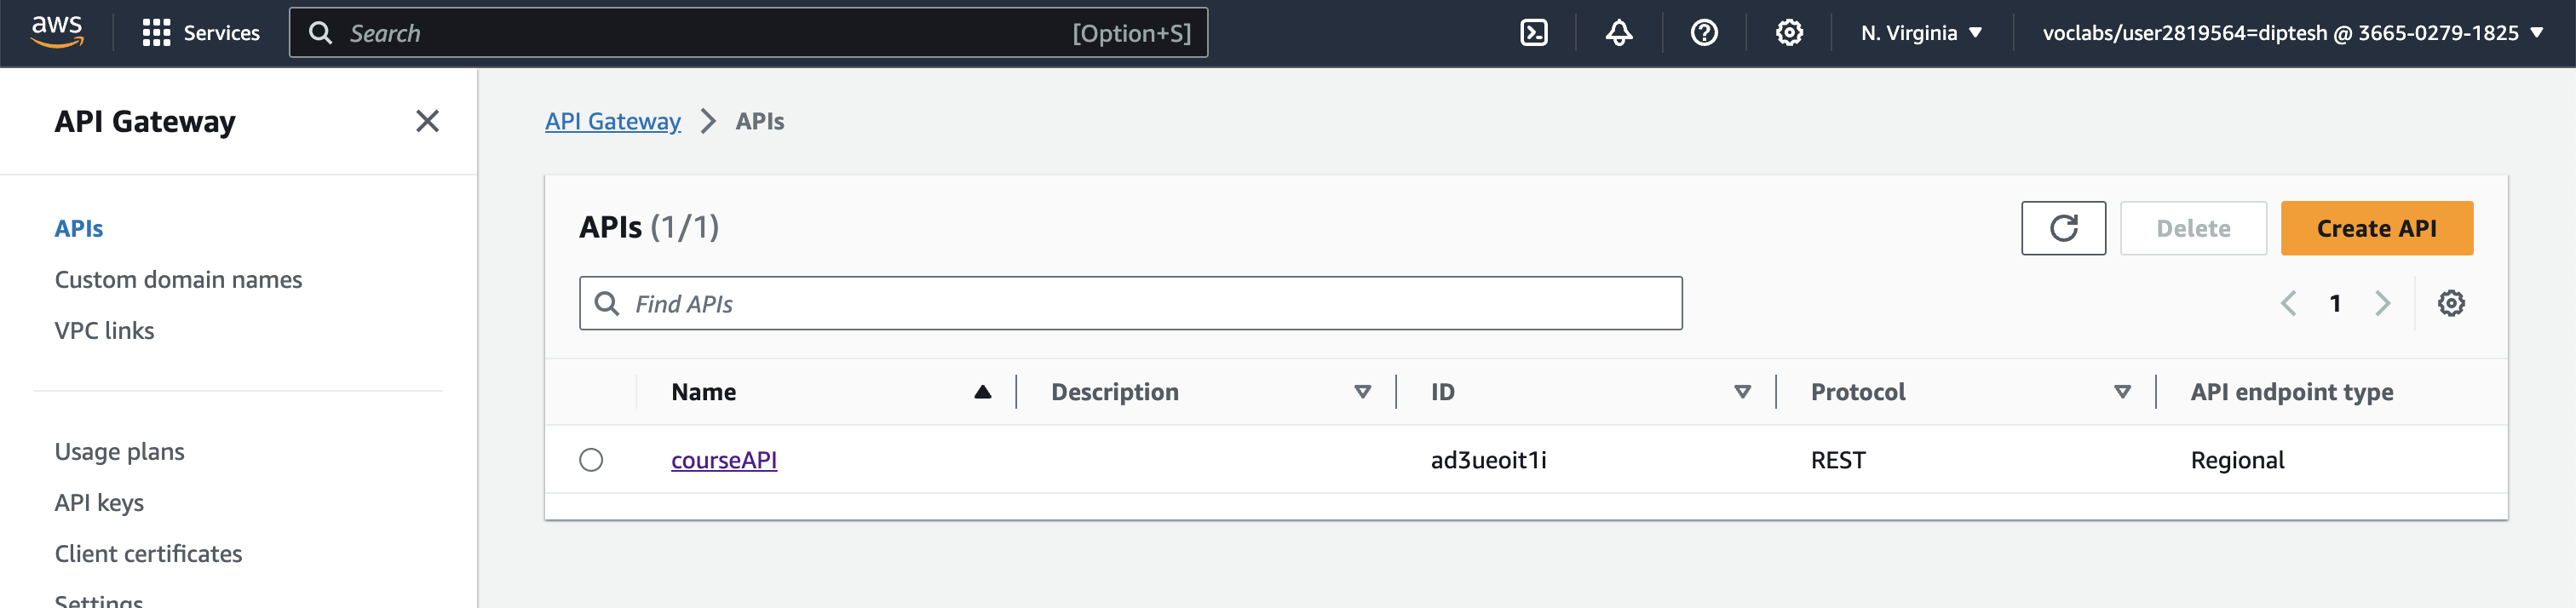 aws
Services
Search [Option+S]
N. Virginia
voclabs/user2819564=diptesh @ 3665-0279-1825
API Gateway
APIs
Custom domain names
VPC links
Usage plans
API keys
Client certificates
Settings
API Gateway > APIs
APIs (1/1)
Delete
Create API
Find APIs
1
Name Description ID Protocol API endpoint type
courseAPI ad3ueoit1i REST Regional